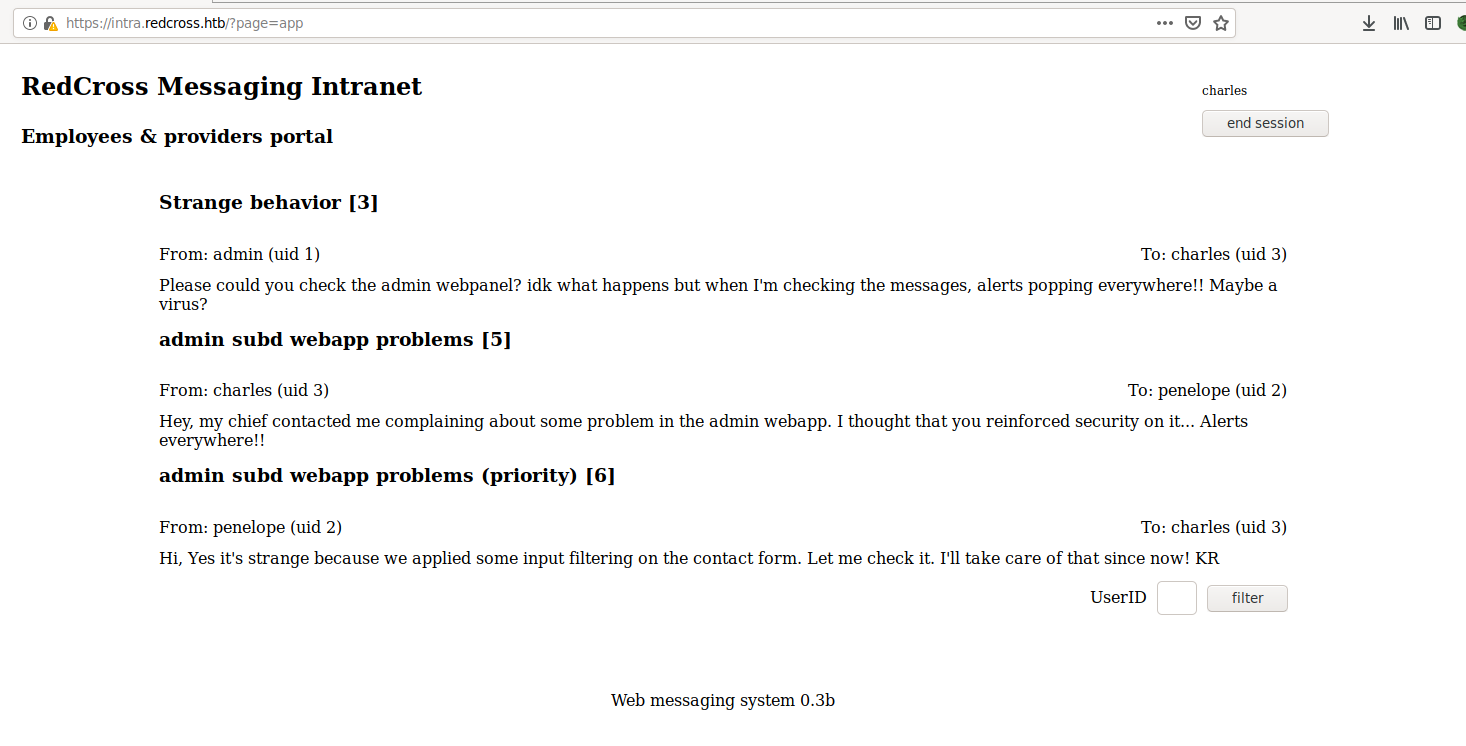 https://intra.redcross.htb/?page=app
RedCross Messaging Intranet
charles
end session
Employees & providers portal
Strange behavior [3]
From: admin (uid 1) To: charles (uid 3)
Please could you check the admin webpanel? idk what happens but when I'm checking the messages, alerts popping everywhere!! Maybe a
virus?
admin subd webapp problems [5]
From: charles (uid 3) To: penelope (uid 2)
Hey, my chief contacted me complaining about some problem in the admin webapp. I thought that you reinforced security on it... Alerts
everywhere!!
admin subd webapp problems (priority) [6]
From: penelope (uid 2) To: charles (uid 3)
Hi, Yes it's strange because we applied some input filtering on the contact form. Let me check it. I'll take care of that since now! KR
UserID filter
Web messaging system 0.3b